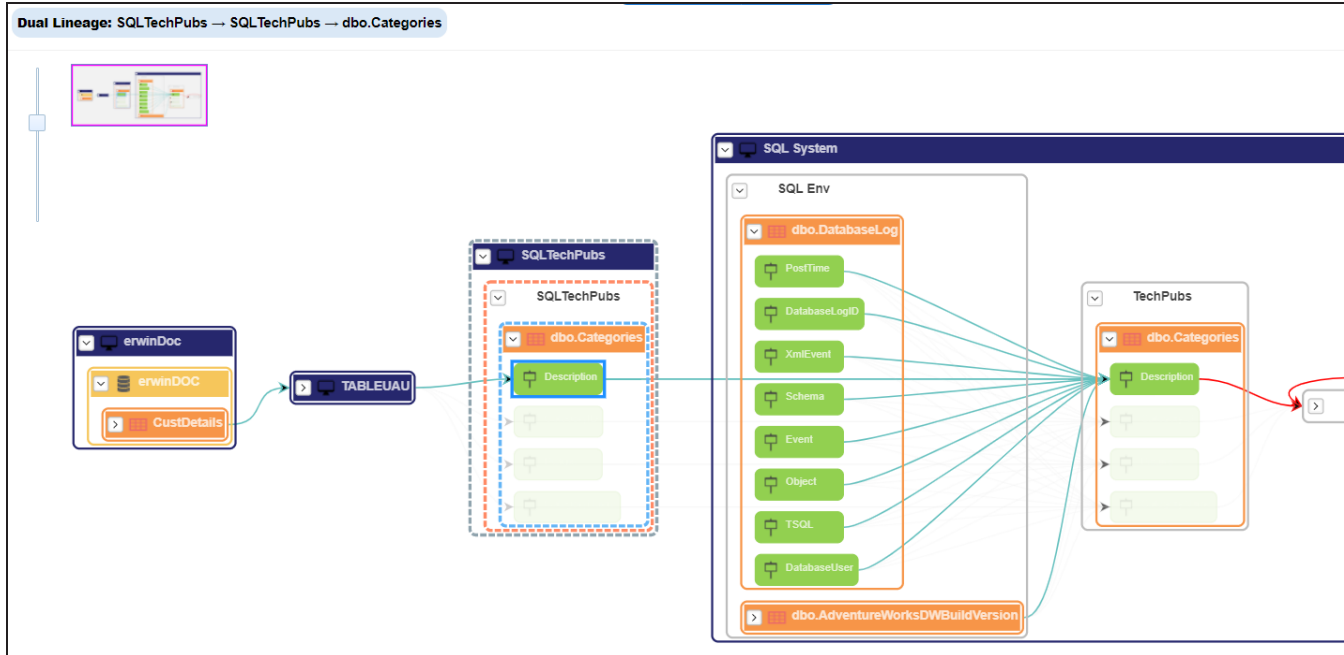 Dual Lineage: SQLTechPubs → SQLTechPubs → dbo.Categories
SQL System
SQL Env
dbo.DatabaseLog
PostTime
DatabaseLogID
XmlEvent
Schema
Event
Object
TSQL
DatabaseUser
dbo.AdventureWorksDWBuildVersion
SQLTechPubs
SQLTechPubs
dbo.Categories
Description
erwinDoc
erwinDOC
CustDetails
TABLEUAU
TechPubs
dbo.Categories
Description